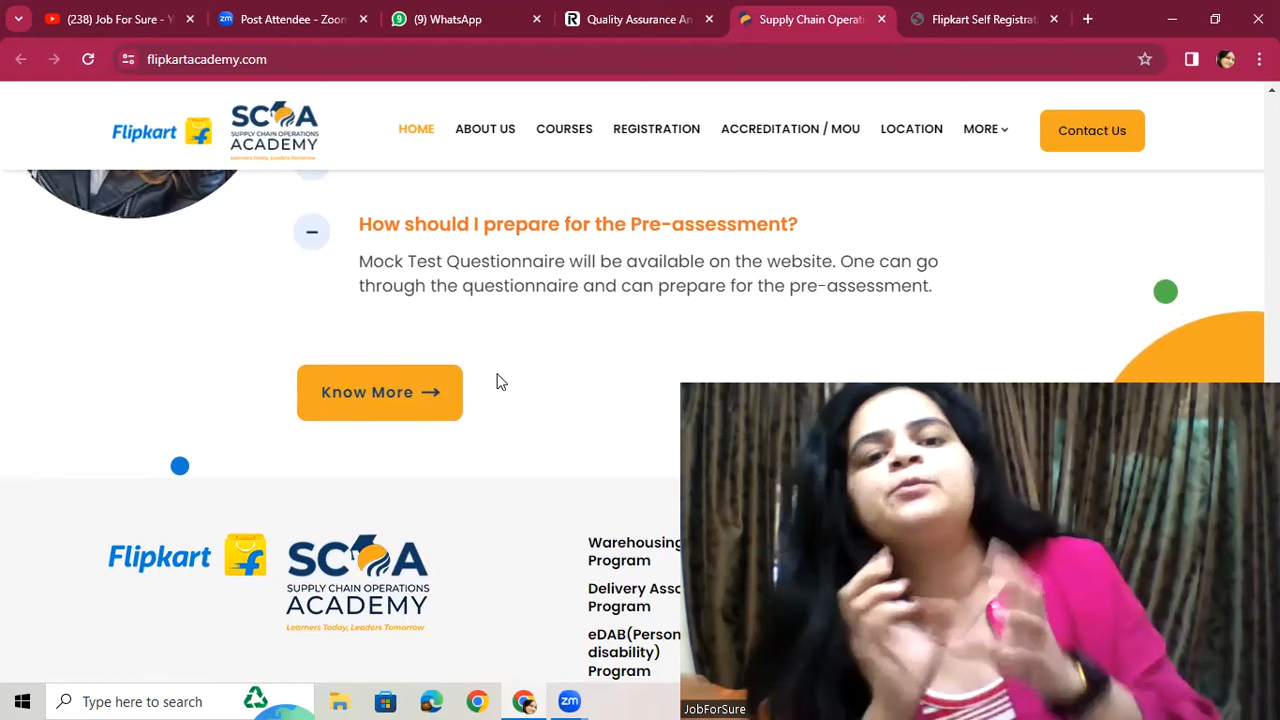 (238) Job For Sure - Y
Post Attendee - Zoom
(9) WhatsApp
Quality Assurance An
Supply Chain Operati
Flipkart Self Registrat
flipkartacademy.com
Flipkart
SCOA
SUPPLY CHAIN OPERATIONS
ACADEMY
Learners Today, Leaders Tomorrow
HOME
ABOUT US
COURSES
REGISTRATION
ACCREDITATION / MOU
LOCATION
MORE
Contact Us
How should I prepare for the Pre-assessment?
Mock Test Questionnaire will be available on the website. One can go
through the questionnaire and can prepare for the pre-assessment.
Know More
Flipkart
SCOA
SUPPLY CHAIN OPERATIONS
ACADEMY
Learners Today, Leaders Tomorrow
Warehousing
Program
Delivery Asso
Program
eDAB(Person
disability)
Program
JobForSure
Type here to search